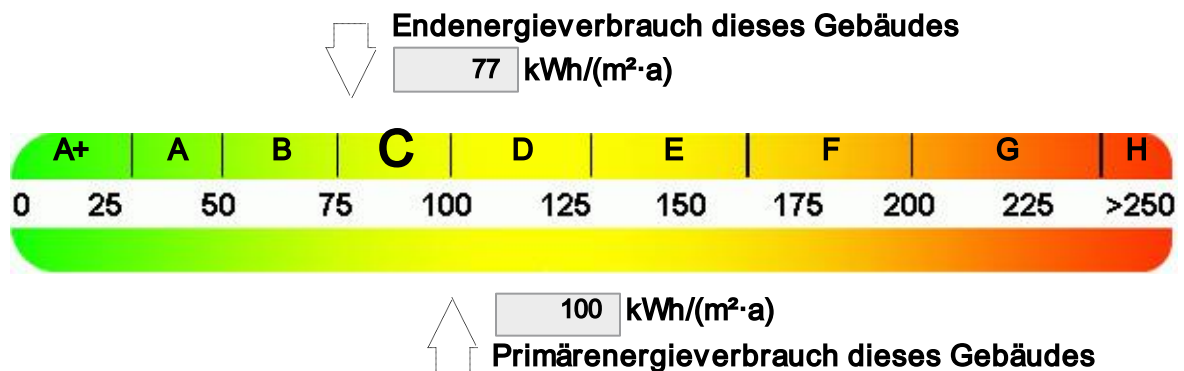 Endenergieverbrauch dieses Gebäudes
77 kWh/(m²·a)
A+ A B C D E F G H
0 25 50 75 100 125 150 175 200 225 >250
100 kWh/(m²·a)
Primärenergieverbrauch dieses Gebäudes